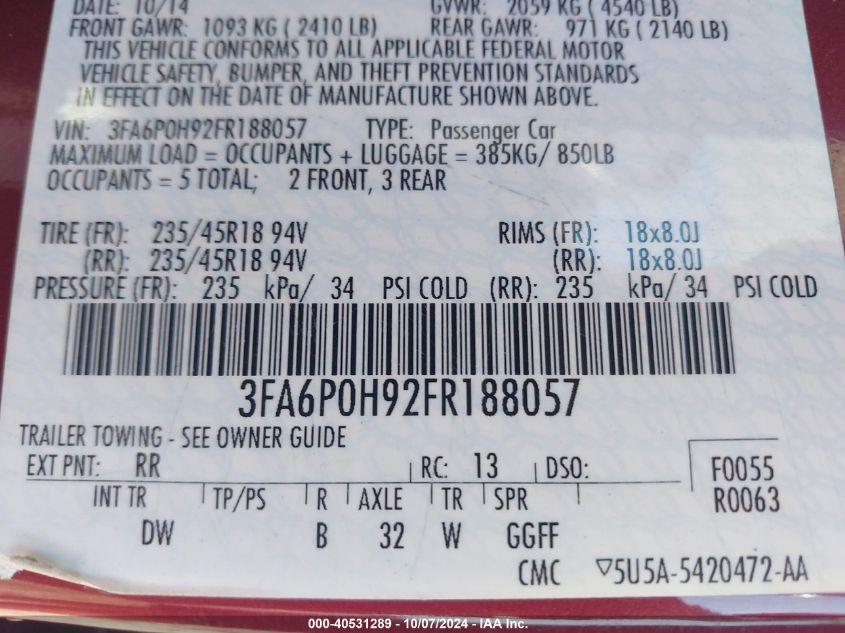 DATE: 10/14 GVWR: 2059 KG ( 4540 LB)
FRONT GAWR: 1093 KG ( 2410 LB) REAR GAWR: 971 KG ( 2140 LB)
THIS VEHICLE CONFORMS TO ALL APPLICABLE FEDERAL MOTOR
VEHICLE SAFETY, BUMPER, AND THEFT PREVENTION STANDARDS
IN EFFECT ON THE DATE OF MANUFACTURE SHOWN ABOVE.
VIN: 3FA6P0H92FR188057 TYPE: Passenger Car
MAXIMUM LOAD = OCCUPANTS + LUGGAGE = 385KG/ 850LB
OCCUPANTS = 5 TOTAL; 2 FRONT, 3 REAR
TIRE (FR): 235/45R18 94V RIMS (FR): 18x8.0J
(RR): 235/45R18 94V (RR): 18x8.0J
PRESSURE (FR): 235 kPa/ 34 PSI COLD (RR): 235 kPa/ 34 PSI COLD
3FA6P0H92FR188057
TRAILER TOWING - SEE OWNER GUIDE
EXT PNT: RR RC: 13 DSO: F0055
INT TR TP/PS R AXLE TR SPR R0063
DW B 32 W GGFF
CMC ▽5U5A-5420472-AA
000-40531289 - 10/07/2024 - IAA Inc.